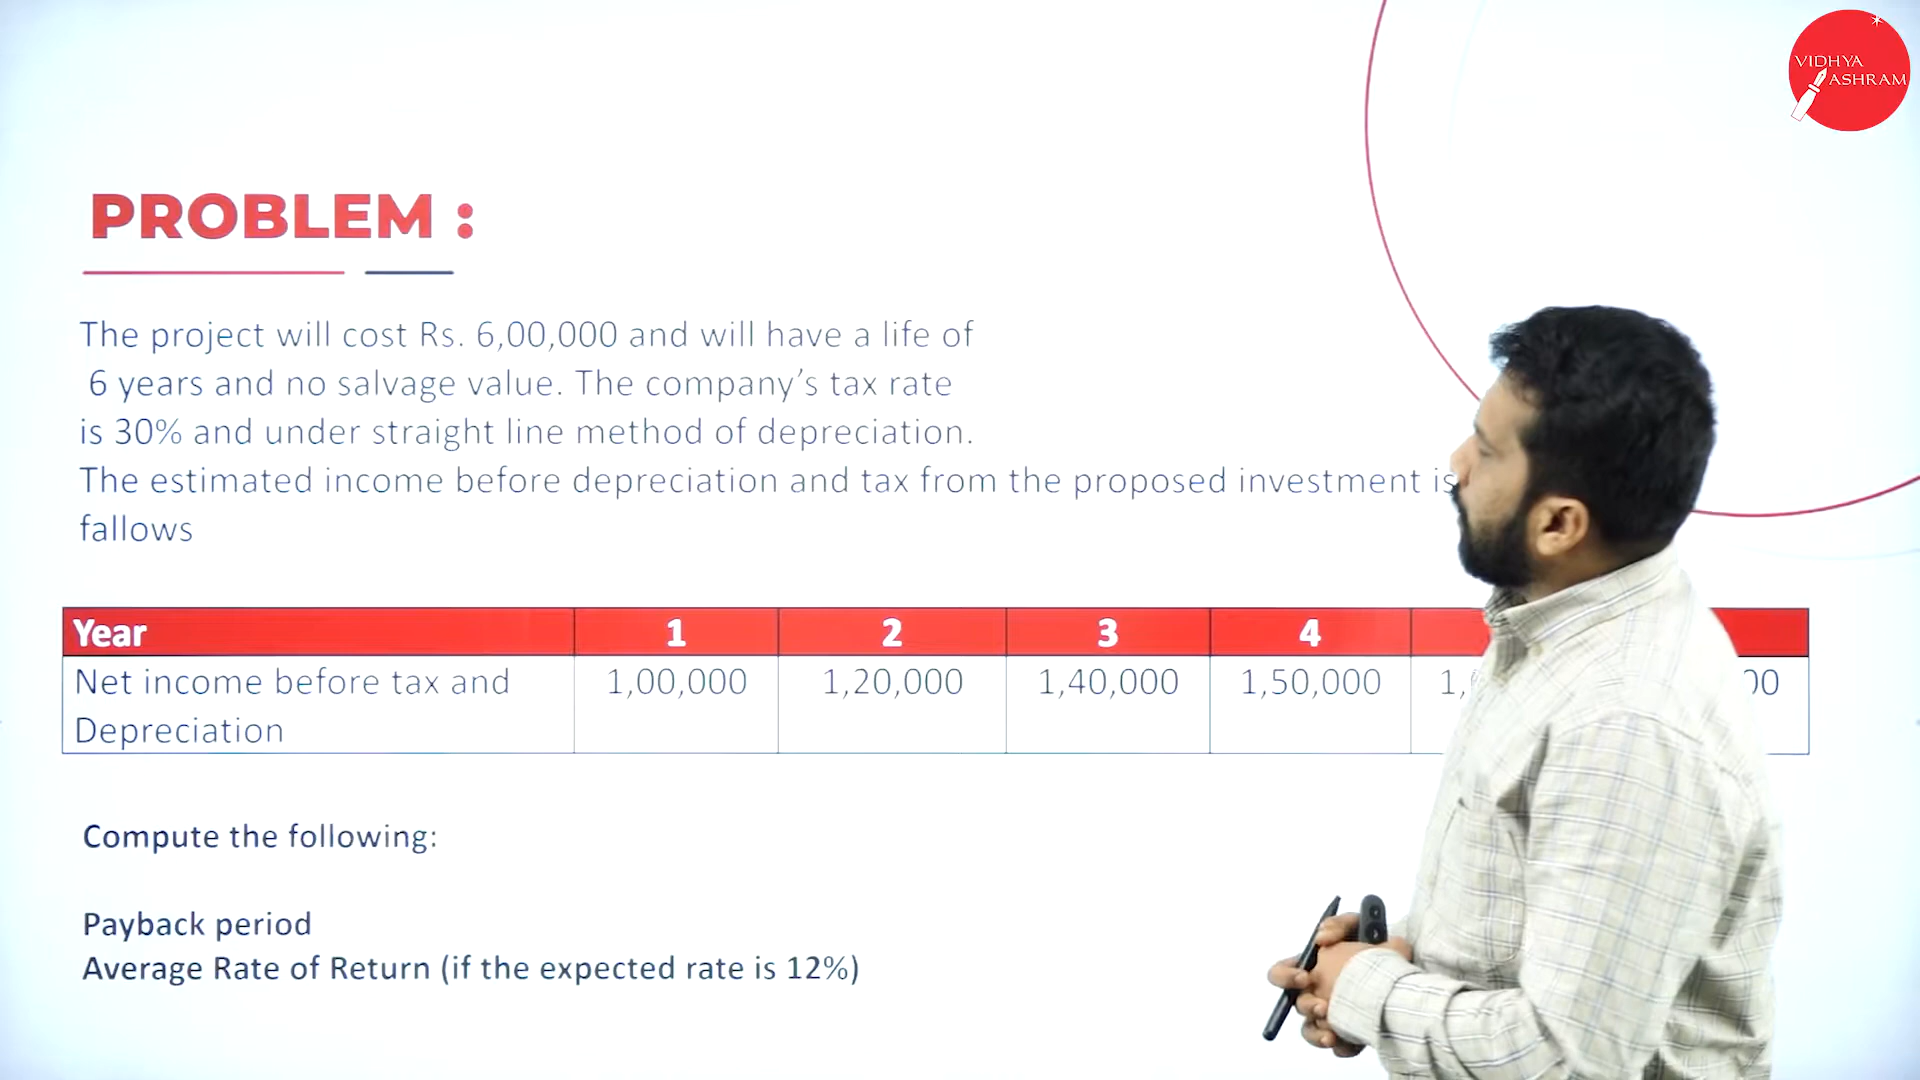 VIDHYA
ASHRAM
PROBLEM :
The project will cost Rs. 6,00,000 and will have a life of
6 years and no salvage value. The company’s tax rate
is 30% and under straight line method of depreciation.
The estimated income before depreciation and tax from the proposed investment is
fallows
Year 1 2 3 4
Net income before tax and 1,00,000 1,20,000 1,40,000 1,50,000
Depreciation
Compute the following:
Payback period
Average Rate of Return (if the expected rate is 12%)